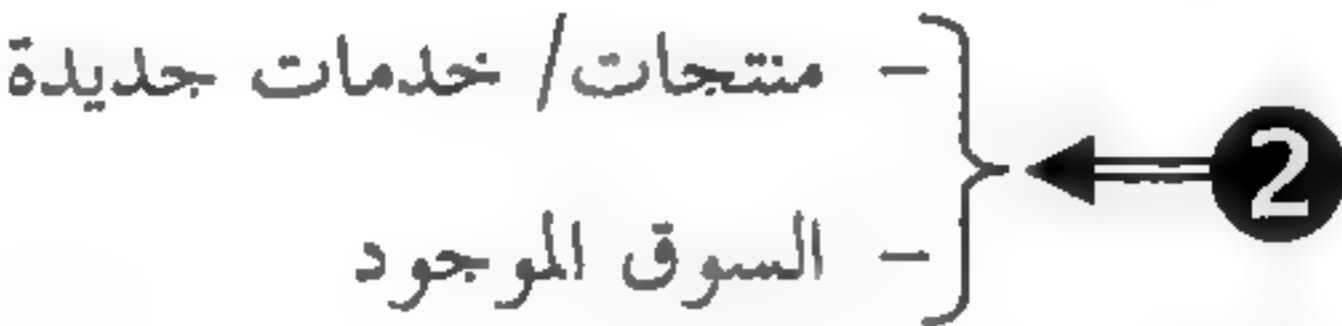 - منتجات/ خدمات جديدة
2
- السوق الموجود